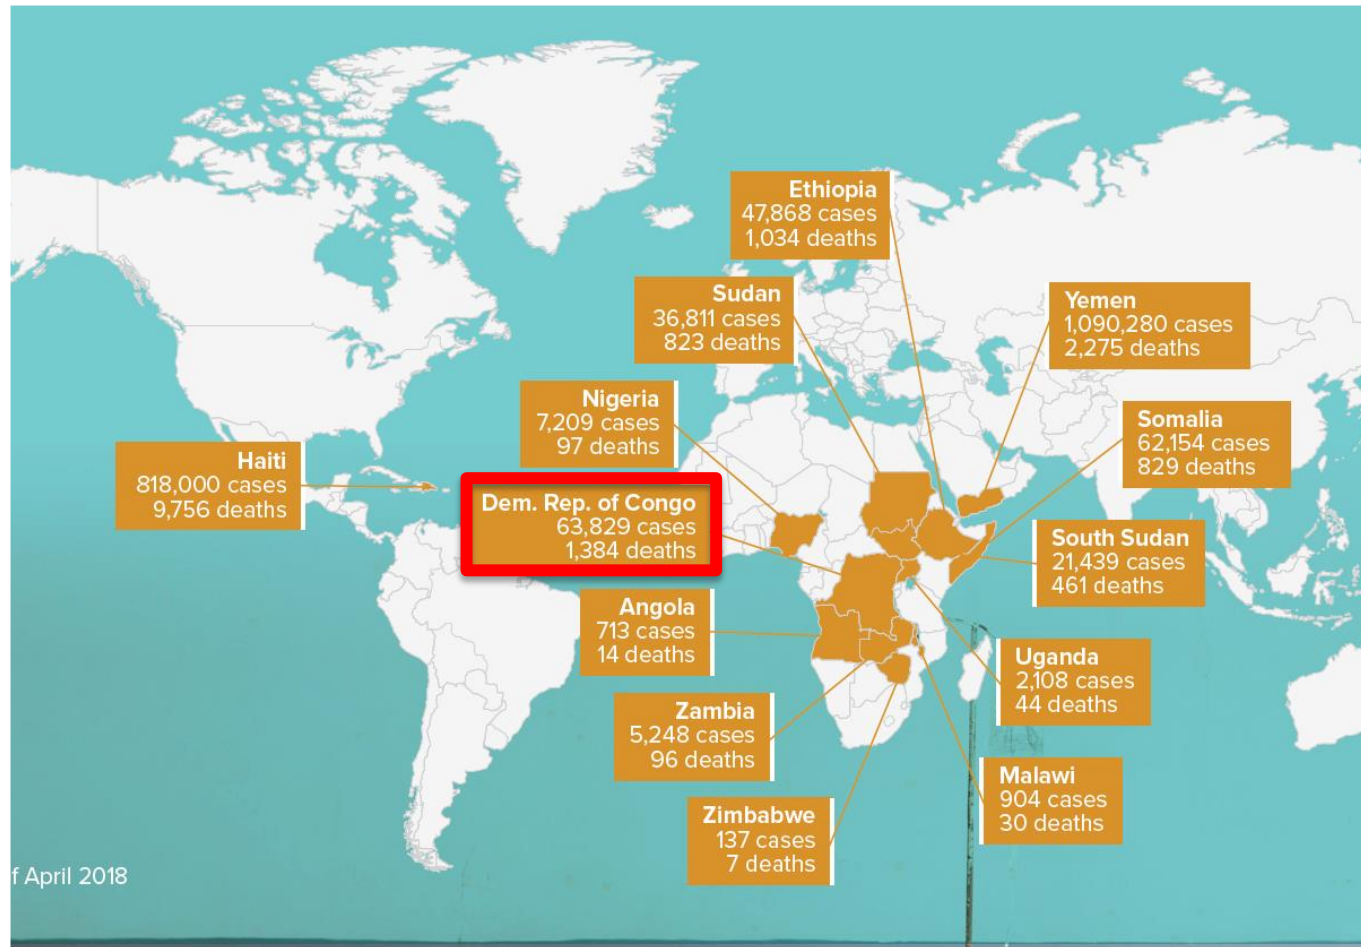 Ethiopia
47,868 cases
1,034 deaths
Sudan
36,811 cases
823 deaths
Yemen
1,090,280 cases
2,275 deaths
Nigeria
7,209 cases
97 deaths
Somalia
62,154 cases
829 deaths
Haiti
818,000 cases
9,756 deaths
Dem. Rep. of Congo
63,829 cases
1,384 deaths
South Sudan
21,439 cases
461 deaths
Angola
713 cases
14 deaths
Uganda
2,108 cases
44 deaths
Zambia
5,248 cases
96 deaths
Malawi
904 cases
30 deaths
Zimbabwe
137 cases
7 deaths
f April 2018